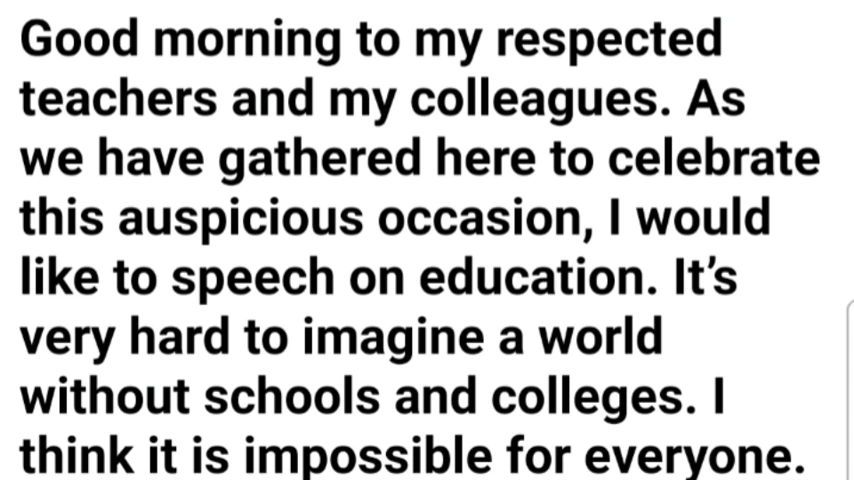 Good morning to my respected
teachers and my colleagues. As
we have gathered here to celebrate
this auspicious occasion, I would
like to speech on education. It’s
very hard to imagine a world
without schools and colleges. I
think it is impossible for everyone.